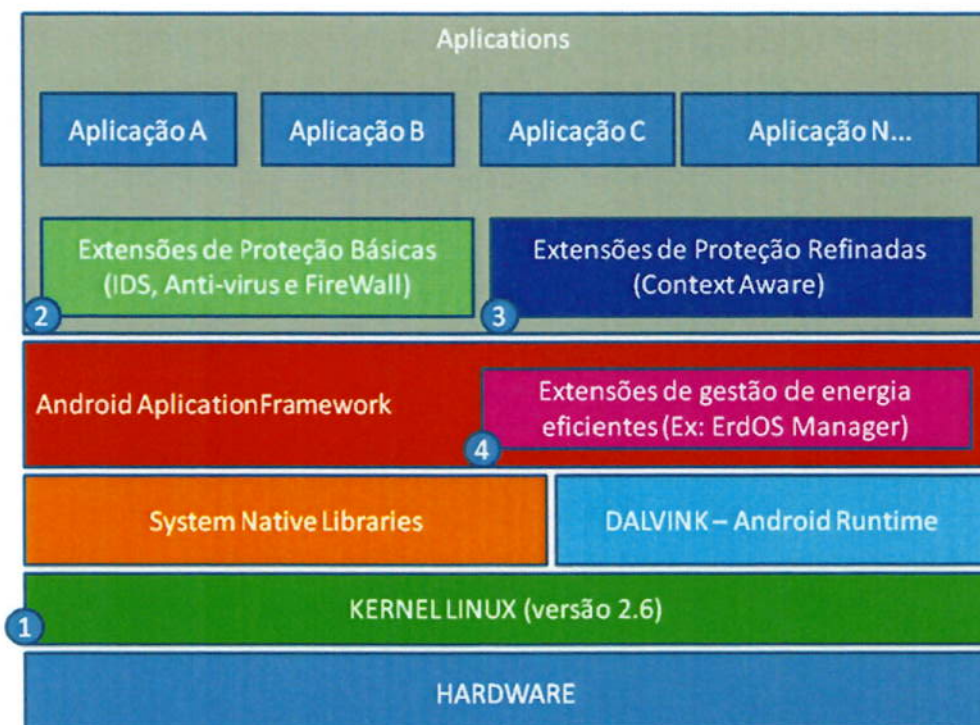 Aplications
Aplicação A
Aplicação B
Aplicação C
Aplicação N...
Extensões de Proteção Básicas
(IDS, Anti-virus e FireWall)
2
Extensões de Proteção Refinadas
(Context Aware)
3
Android Aplication Framework
Extensões de gestão de energia
eficientes (Ex: ErdOS Manager)
4
System Native Libraries
DALVINK – Android Runtime
KERNEL LINUX (versão 2.6)
1
HARDWARE